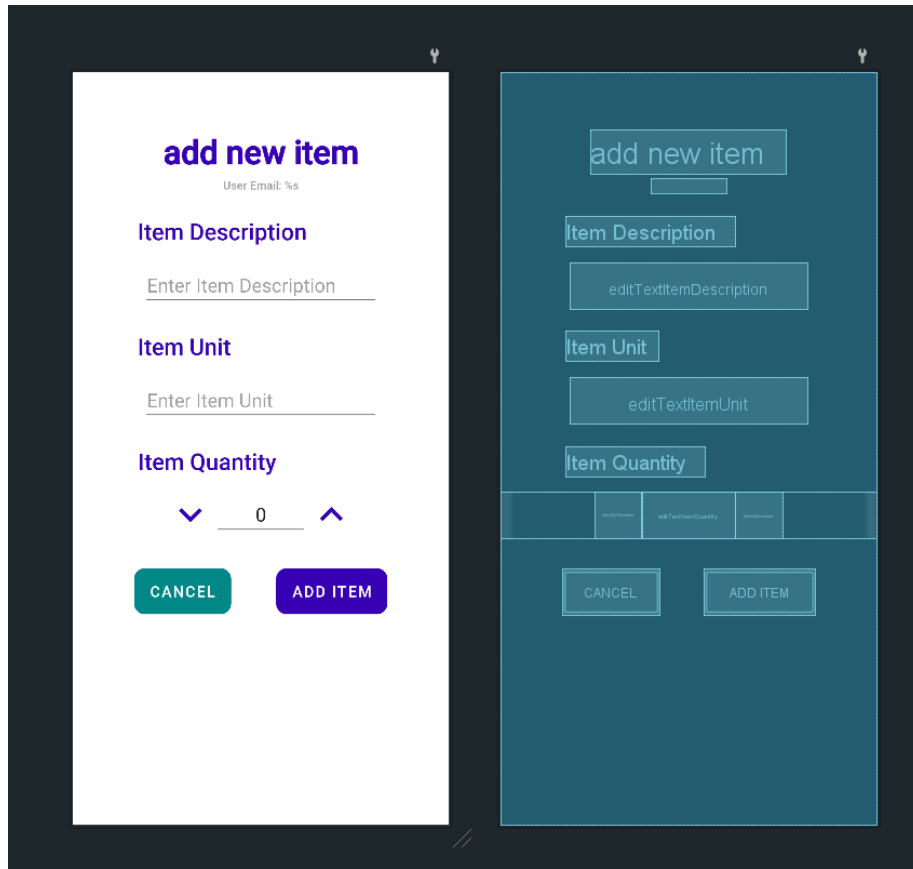 add new item
User Email: %s
Item Description
Enter Item Description
Item Unit
Enter Item Unit
Item Quantity
0
CANCEL ADD ITEM
add new item
Item Description
editTextItemDescription
Item Unit
editTextItemUnit
Item Quantity
editTextItemQuantity
CANCEL ADD ITEM